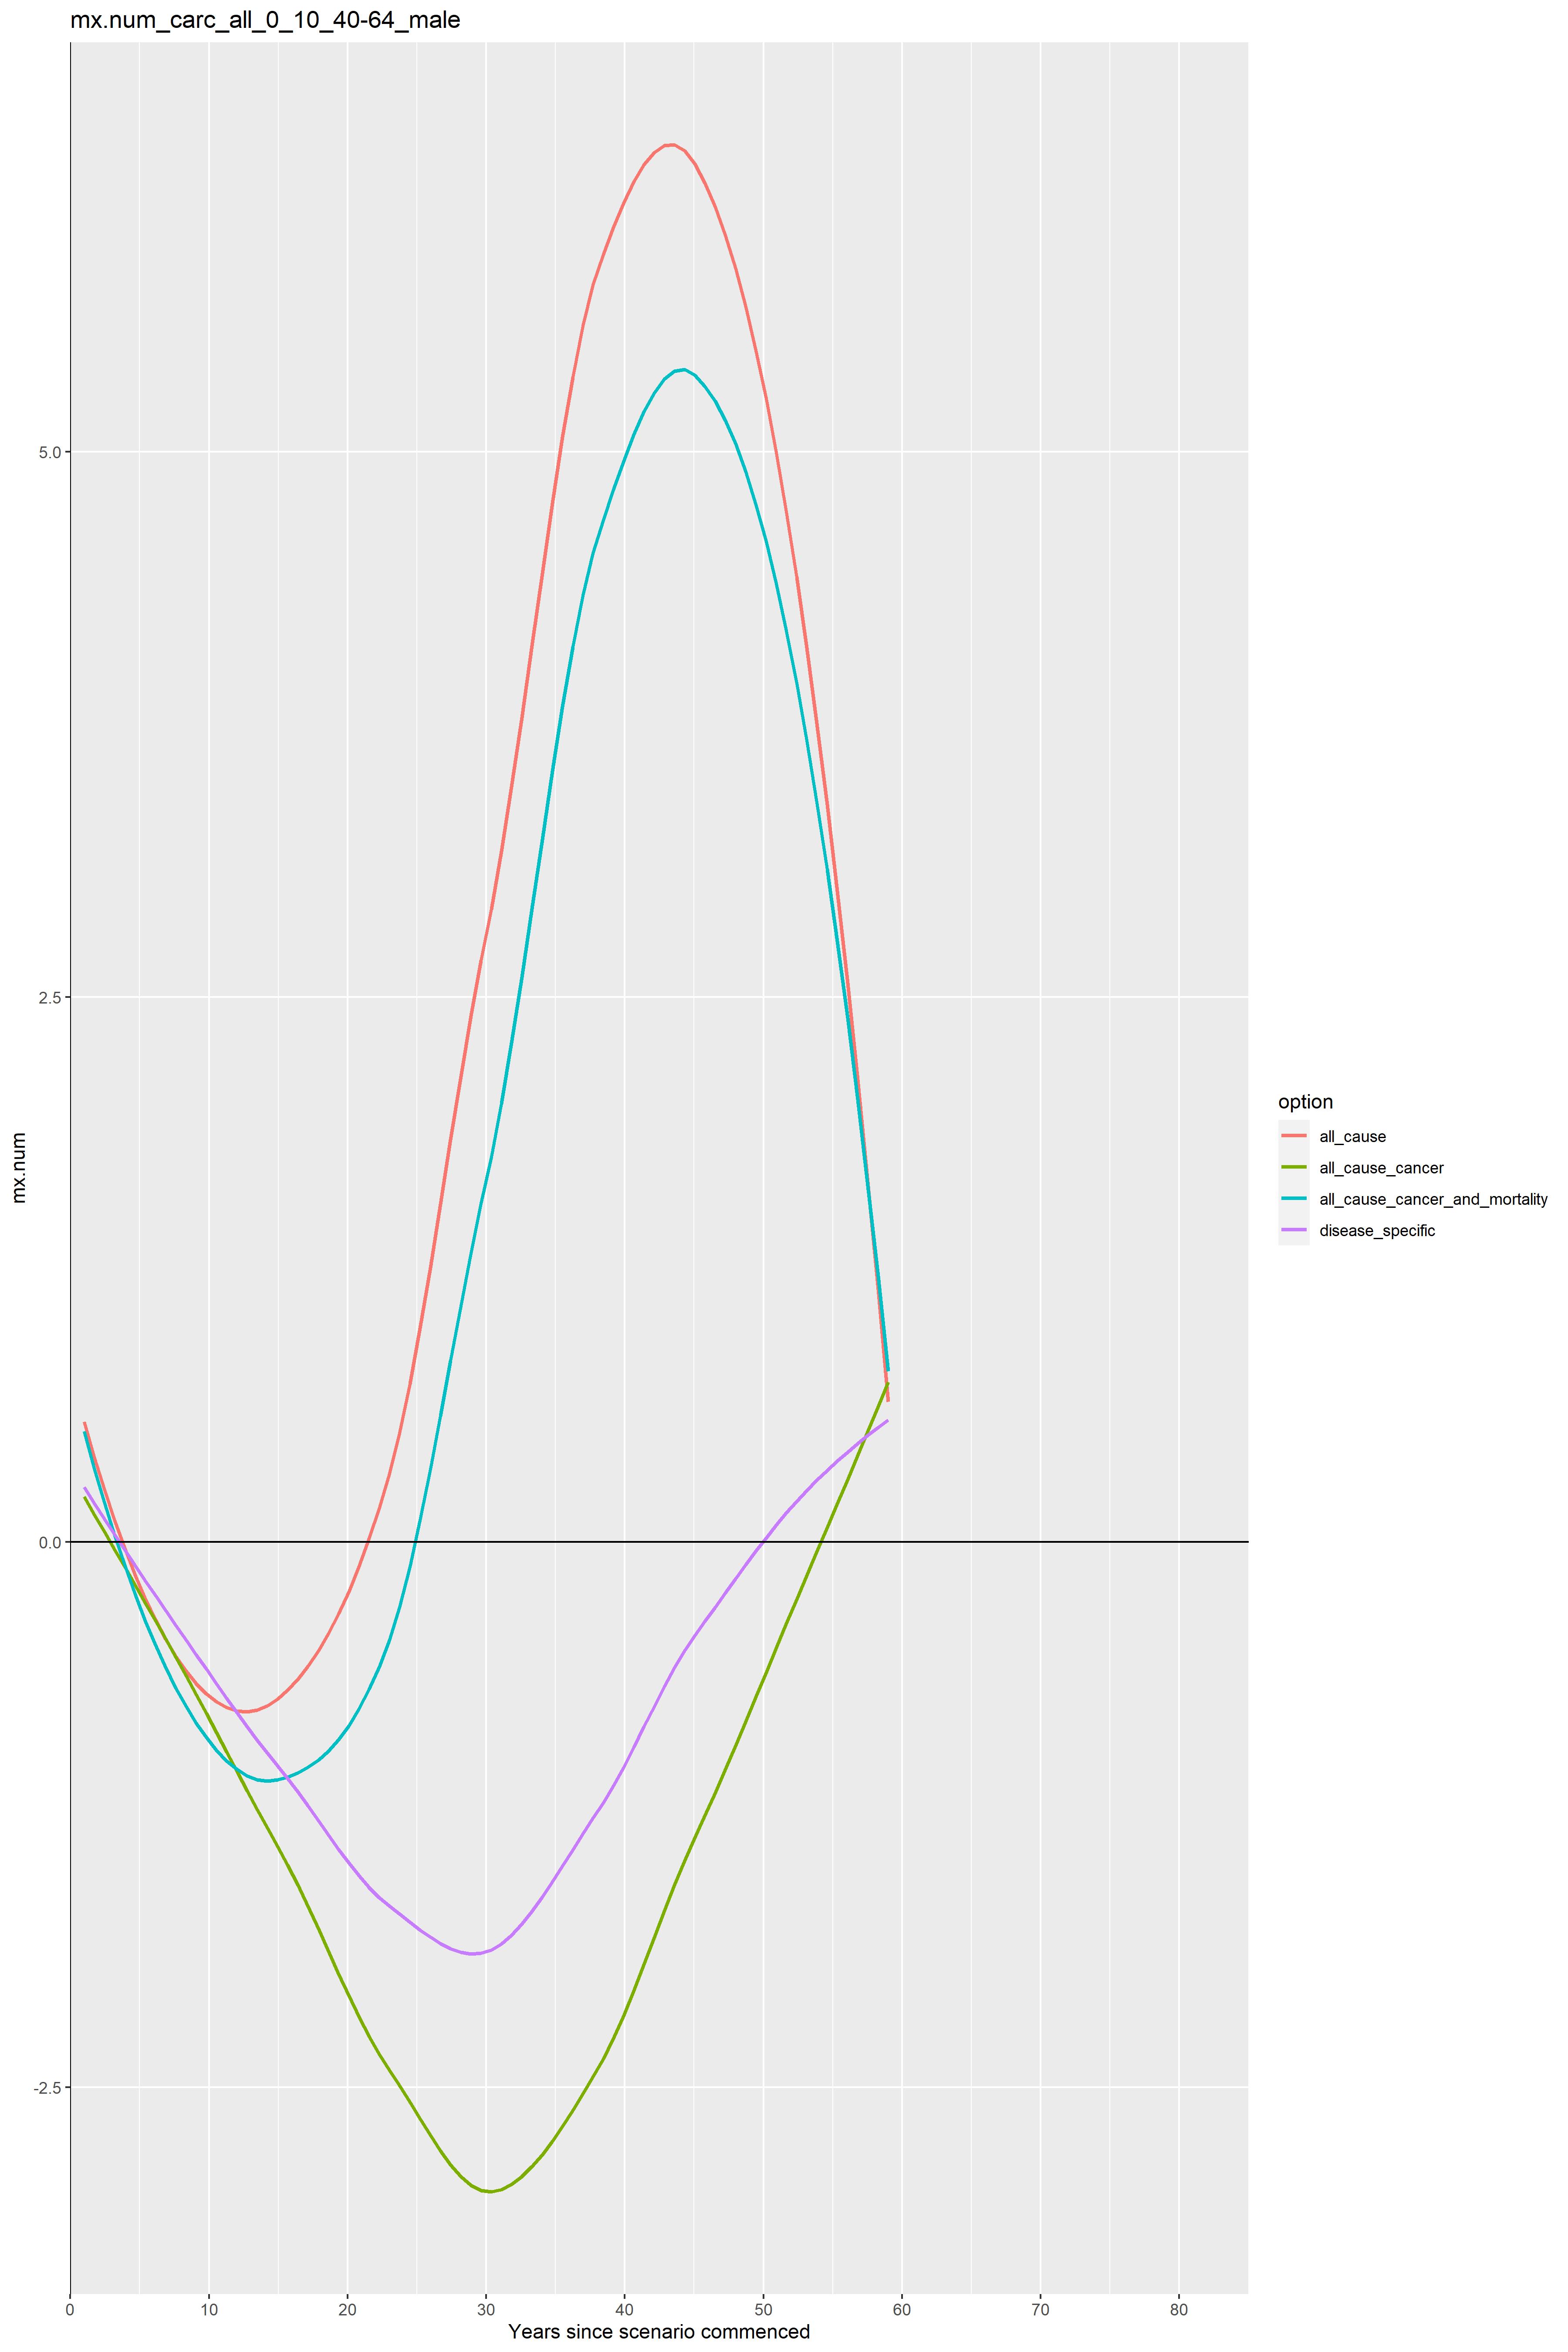 mx.num_carc_all_0_10_40-64_male
mx.num
5.0
2.5
0.0
-2.5
0 10 20 30 40 50 60 70 80
Years since scenario commenced
option
all_cause
all_cause_cancer
all_cause_cancer_and_mortality
disease_specific